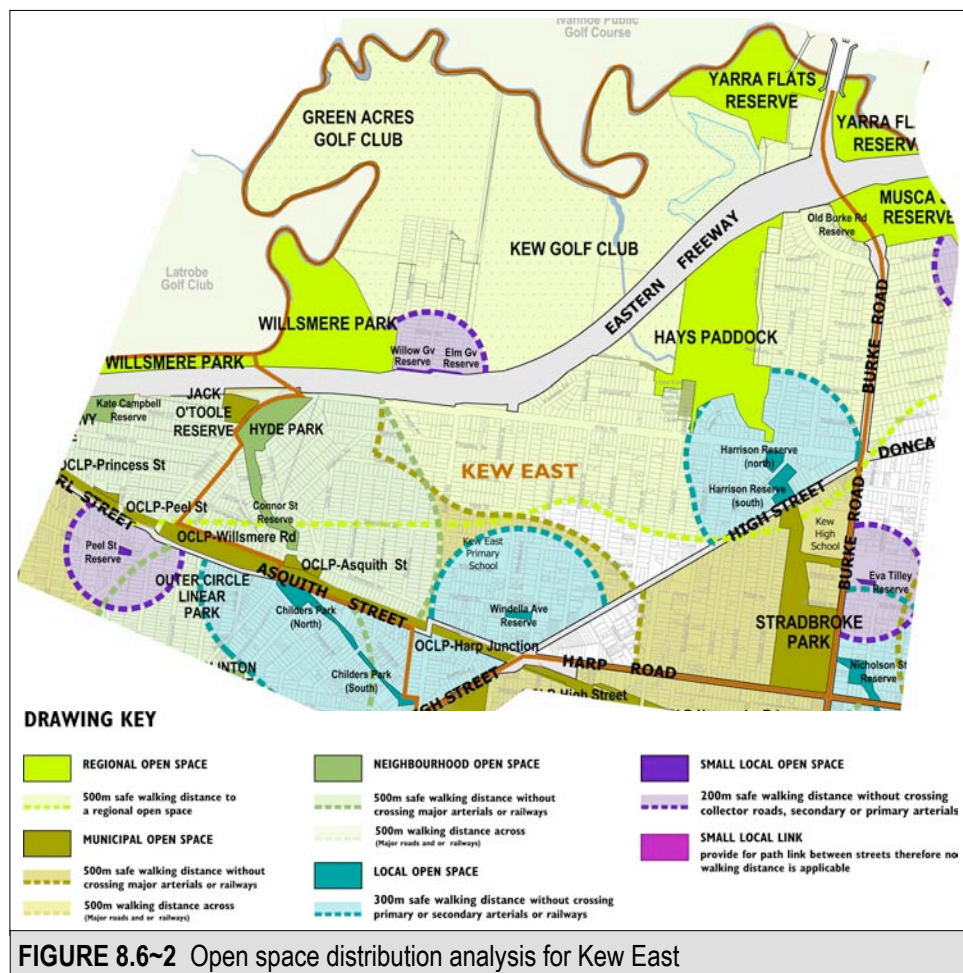 Ivanhoe Public
Golf Course
YARRA FLATS
RESERVE
GREEN ACRES
GOLF CLUB
YARRA FL
RESERV
MUSCA S
RESERVE
Old Burke Rd
Reserve
KEW GOLF CLUB
EASTERN FREEWAY
Latrobe
Golf Club
BURKE ROAD
WILLSMERE PARK
HAYS PADDOCK
Willow Gv
Reserve
Elm Gv
Reserve
WILLSMERE PARK
JACK
O'TOOLE
RESERVE
Kate Campbell
Reserve
WY
HYDE PARK
KEW EAST
Harrison Reserve
(north)
DONCA
OCLP-Princess St
Harrison Reserve
(south)
HIGH STREET
RL STREET
OCLP-Peel St
Connor St
Reserve
Kew
High
School
BURKE ROAD
OCLP-Willsmere Rd
Kew East
Primary
School
Peel St
Reserve
OCLP-Asquith St
Eva Tilley
Reserve
OUTER CIRCLE
LINEAR
PARK
ASQUITH STREET
Childers Park
(North)
Windella Ave
Reserve
STRADBROKE
PARK
OCLP-Harp Junction
LINTON
Childers Park
(South)
HARP ROAD
Nicholson St
Reserve
GH STREET
LP-High Street
DRAWING KEY
REGIONAL OPEN SPACE
500m safe walking distance to
a regional open space
MUNICIPAL OPEN SPACE
500m safe walking distance without
crossing major arterials or railways
500m walking distance across
(Major roads and or railways)
NEIGHBOURHOOD OPEN SPACE
500m safe walking distance without
crossing major arterials or railways
500m walking distance across
(Major roads and or railways)
LOCAL OPEN SPACE
300m safe walking distance without crossing
primary or secondary arterials or railways
SMALL LOCAL OPEN SPACE
200m safe walking distance without crossing
collector roads, secondary or primary arterials
SMALL LOCAL LINK
provide for path link between streets therefore no
walking distance is applicable
FIGURE 8.6~2 Open space distribution analysis for Kew East